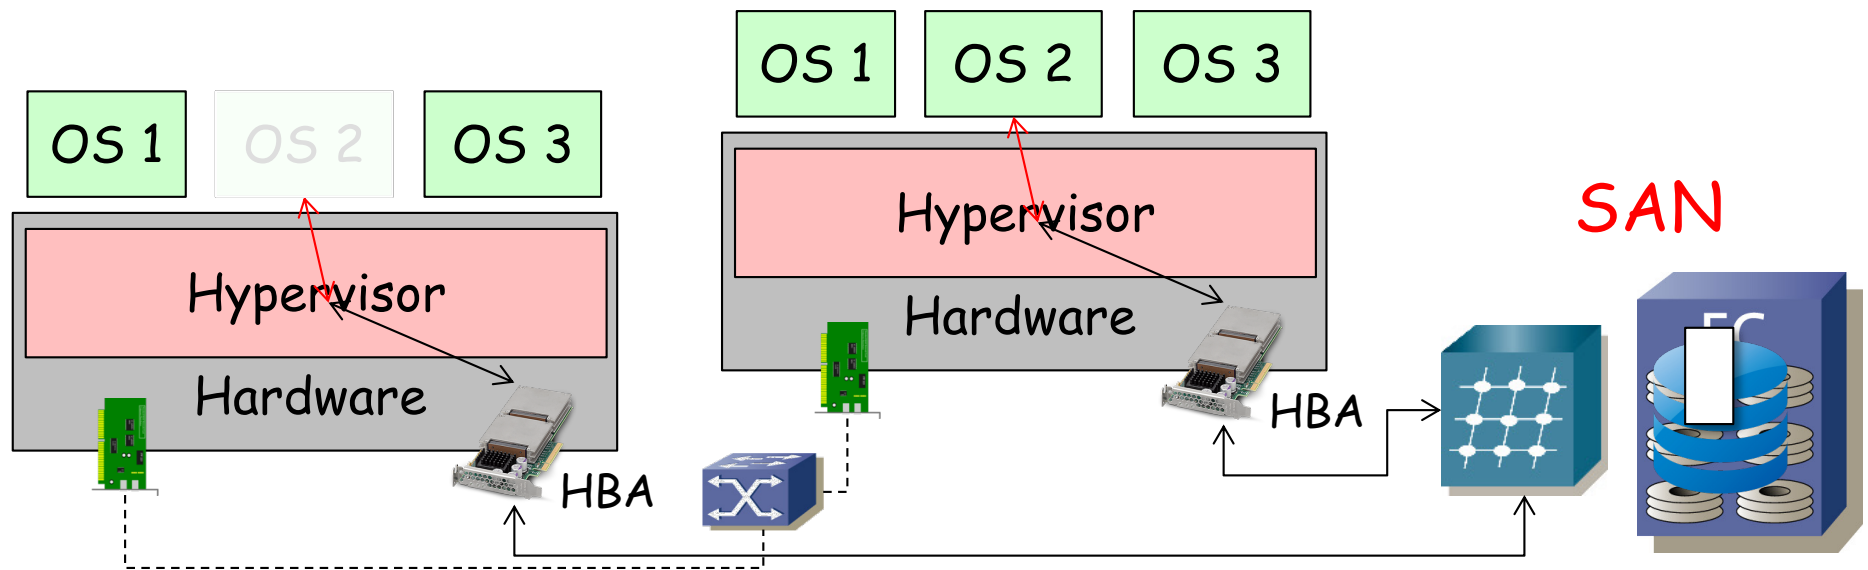 OS 1
OS 2
OS 3
Hypervisor
Hardware
HBA
OS 1
OS 2
OS 3
Hypervisor
Hardware
HBA
SAN